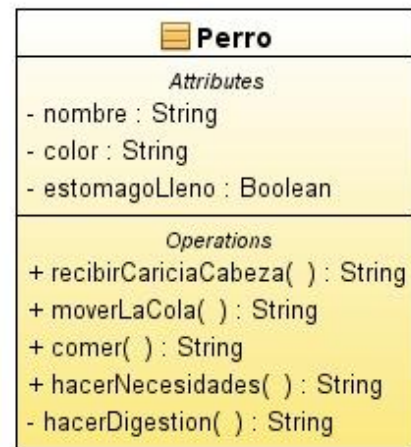 Perro
Attributes
- nombre : String
- color : String
- estomagoLleno : Boolean
Operations
+ recibirCariciaCabeza( ) : String
+ moverLaCola( ) : String
+ comer( ) : String
+ hacerNecesidades( ) : String
- hacerDigestion( ) : String